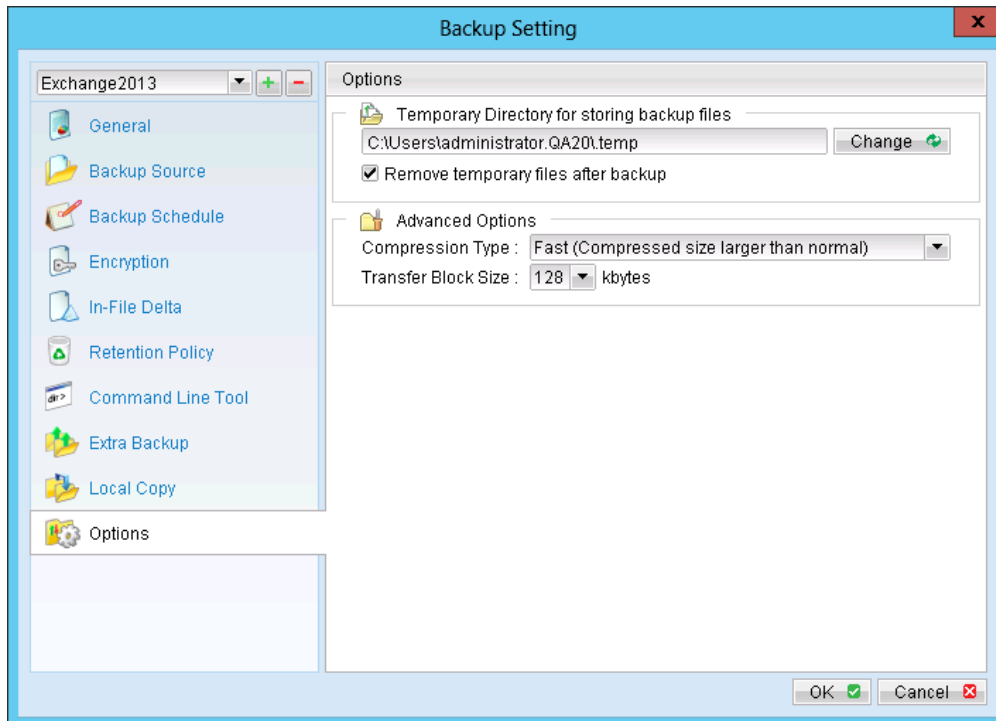 Backup Setting
x
Exchange2013
General
Backup Source
Backup Schedule
Encryption
In-File Delta
Retention Policy
dir>
Command Line Tool
Extra Backup
Local Copy
Options
Options
Temporary Directory for storing backup files
C:\Users\administrator.QA20\.temp
Change
Remove temporary files after backup
Advanced Options
Compression Type : Fast (Compressed size larger than normal)
Transfer Block Size : 128 kbytes
OK Cancel